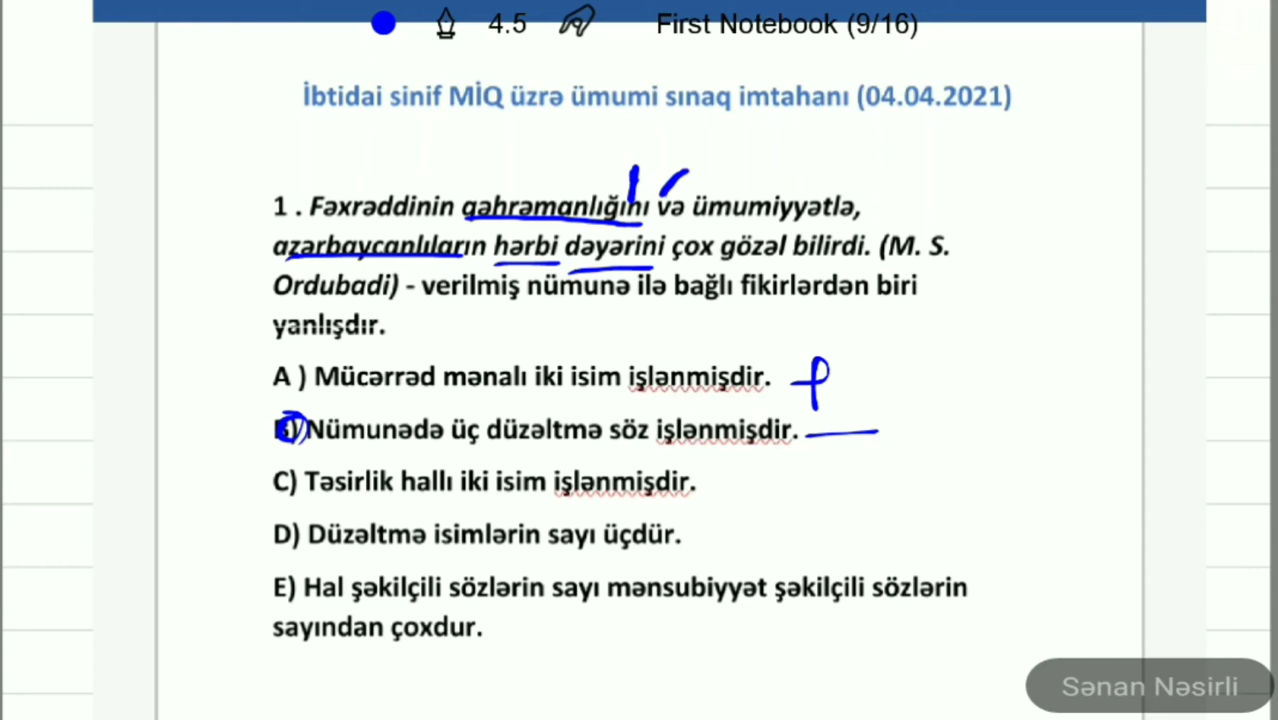 4.5 First Notebook (9/16)
İbtidai sinif MİQ üzrə ümumi sınaq imtahanı (04.04.2021)
1 . Fəxrəddinin qəhrəmanlığını və ümumiyyətlə,
azərbaycanlıların hərbi dəyərini çox gözəl bilirdi. (M. S.
Ordubadi) - verilmiş nümunə ilə bağlı fikirlərdən biri
yanlışdır.
A ) Mücərrəd mənalı iki isim işlənmişdir.
B) Nümunədə üç düzəltmə söz işlənmişdir.
C) Təsirlik hallı iki isim işlənmişdir.
D) Düzəltmə isimlərin sayı üçdür.
E) Hal şəkilçili sözlərin sayı mənsubiyyət şəkilçili sözlərin
sayından çoxdur.
Sənan Nəsirli